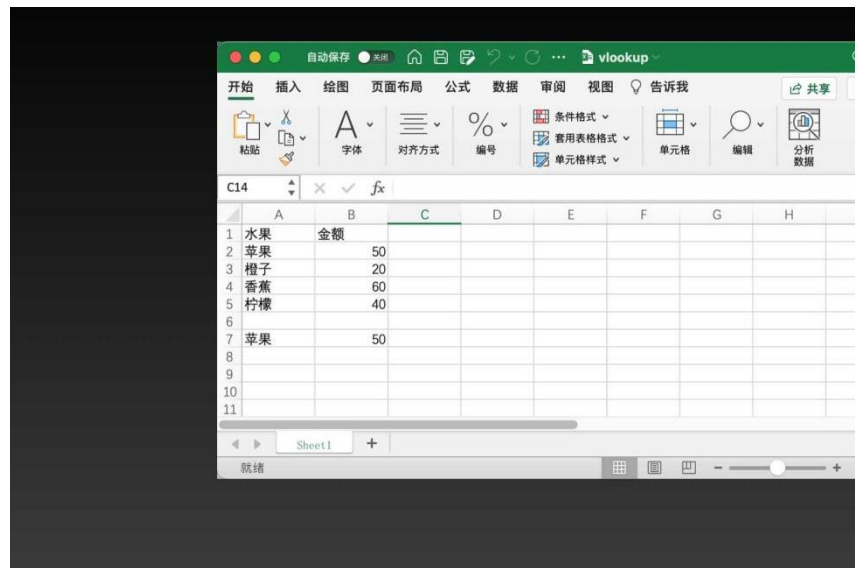 自动保存 关闭 vlookup
开始 插入 绘图 页面布局 公式 数据 审阅 视图 告诉我 共享
粘贴 字体 对齐方式 % 编号 条件格式 套用表格格式 单元格样式 单元格 编辑 分析数据
C14 fx
A B C D E F G H
1 水果 金额
2 苹果 50
3 橙子 20
4 香蕉 60
5 柠檬 40
6
7 苹果 50
8
9
10
11
Sheet1 +
就绪 - +